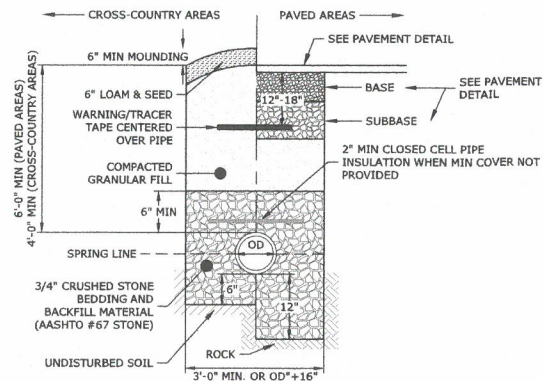 CROSS-COUNTRY AREAS
PAVED AREAS
6" MIN MOUNDING
SEE PAVEMENT DETAIL
6" LOAM & SEED
BASE
SEE PAVEMENT
DETAIL
12"-18"
WARNING/TRACER
TAPE CENTERED
OVER PIPE
SUBBASE
6'-0" MIN (PAVED AREAS)
4'-0" MIN (CROSS-COUNTRY AREAS)
2" MIN CLOSED CELL PIPE
INSULATION WHEN MIN COVER NOT
PROVIDED
COMPACTED
GRANULAR FILL
6" MIN
SPRING LINE
OD
3/4" CRUSHED STONE
BEDDING AND
BACKFILL MATERIAL
(AASHTO #67 STONE)
6"
12"
UNDISTURBED SOIL
ROCK
3'-0" MIN. OR OD"+16"